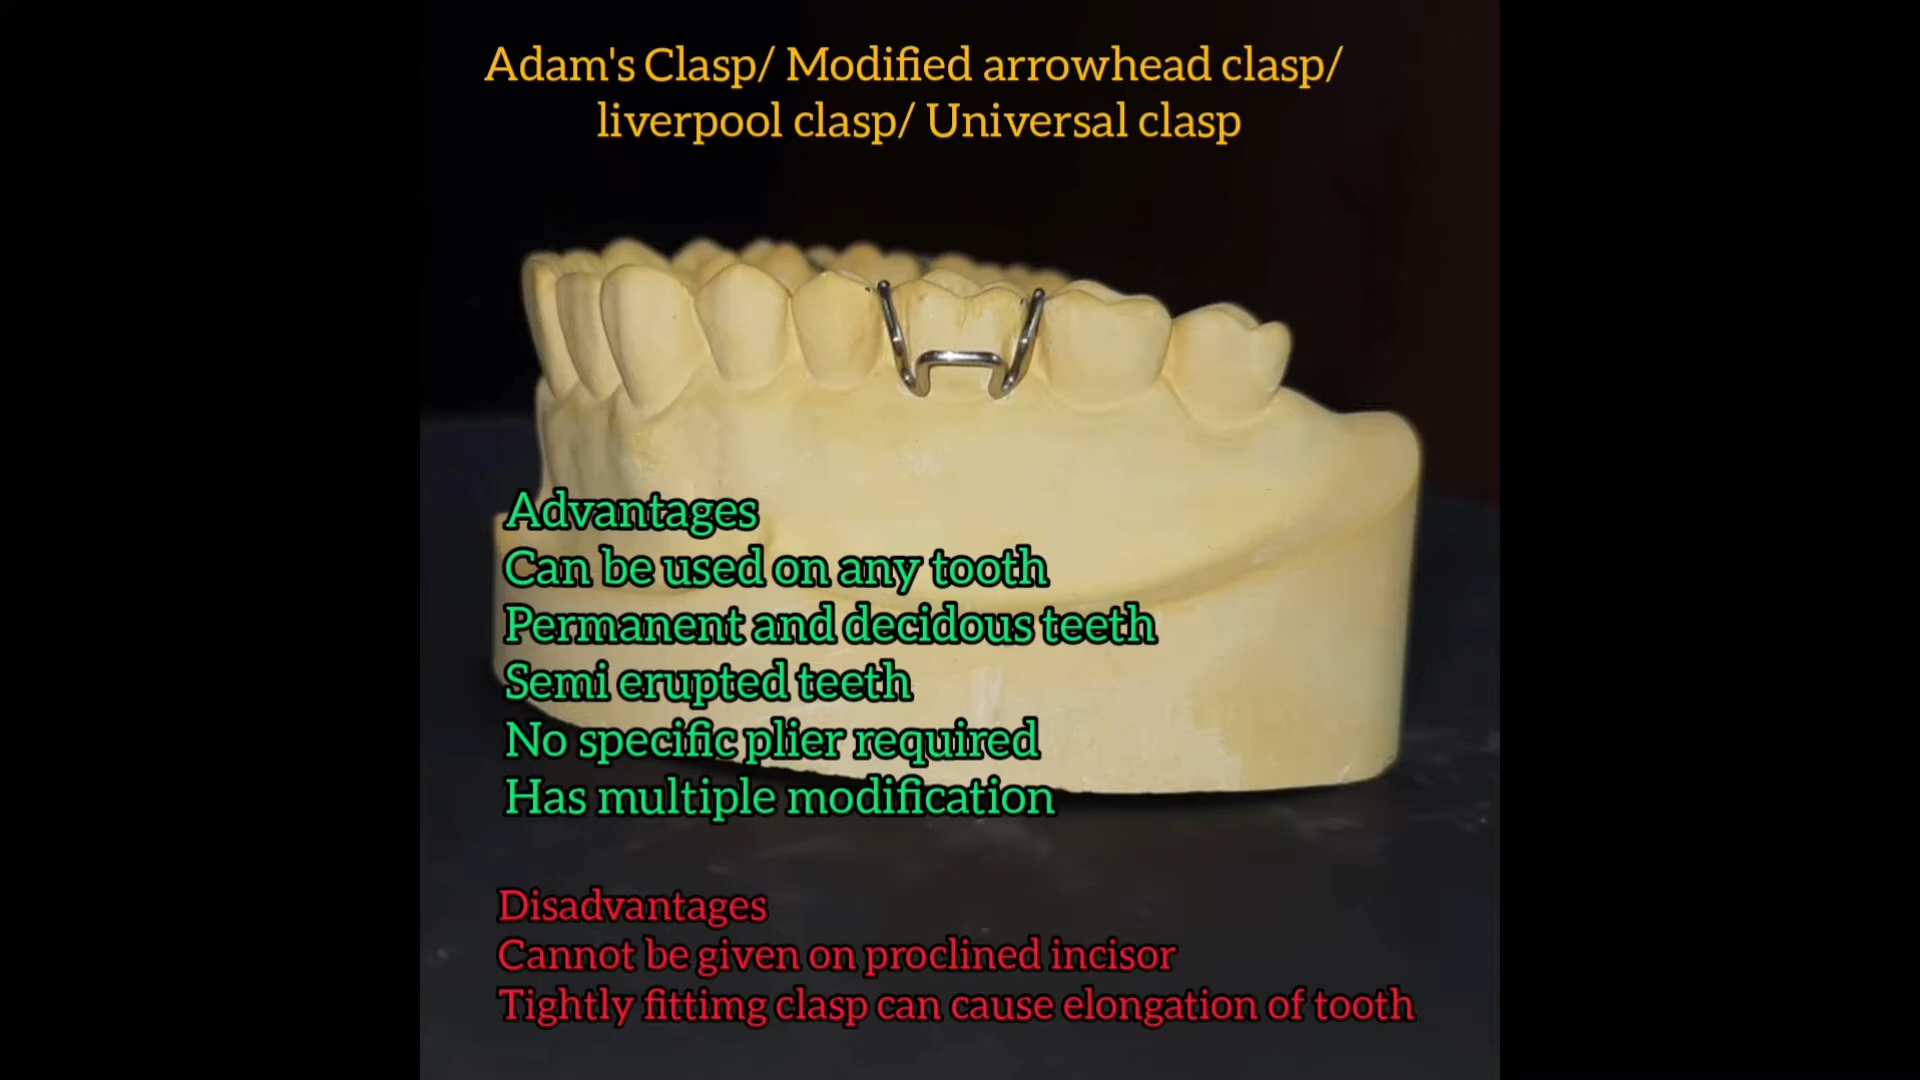 Adam's Clasp/ Modified arrowhead clasp/
liverpool clasp/ Universal clasp
Advantages
Can be used on any tooth
Permanent and decidous teeth
Semi erupted teeth
No specific plier required
Has multiple modification
Disadvantages
Cannot be given on proclined incisor
Tightly fittimg clasp can cause elongation of tooth